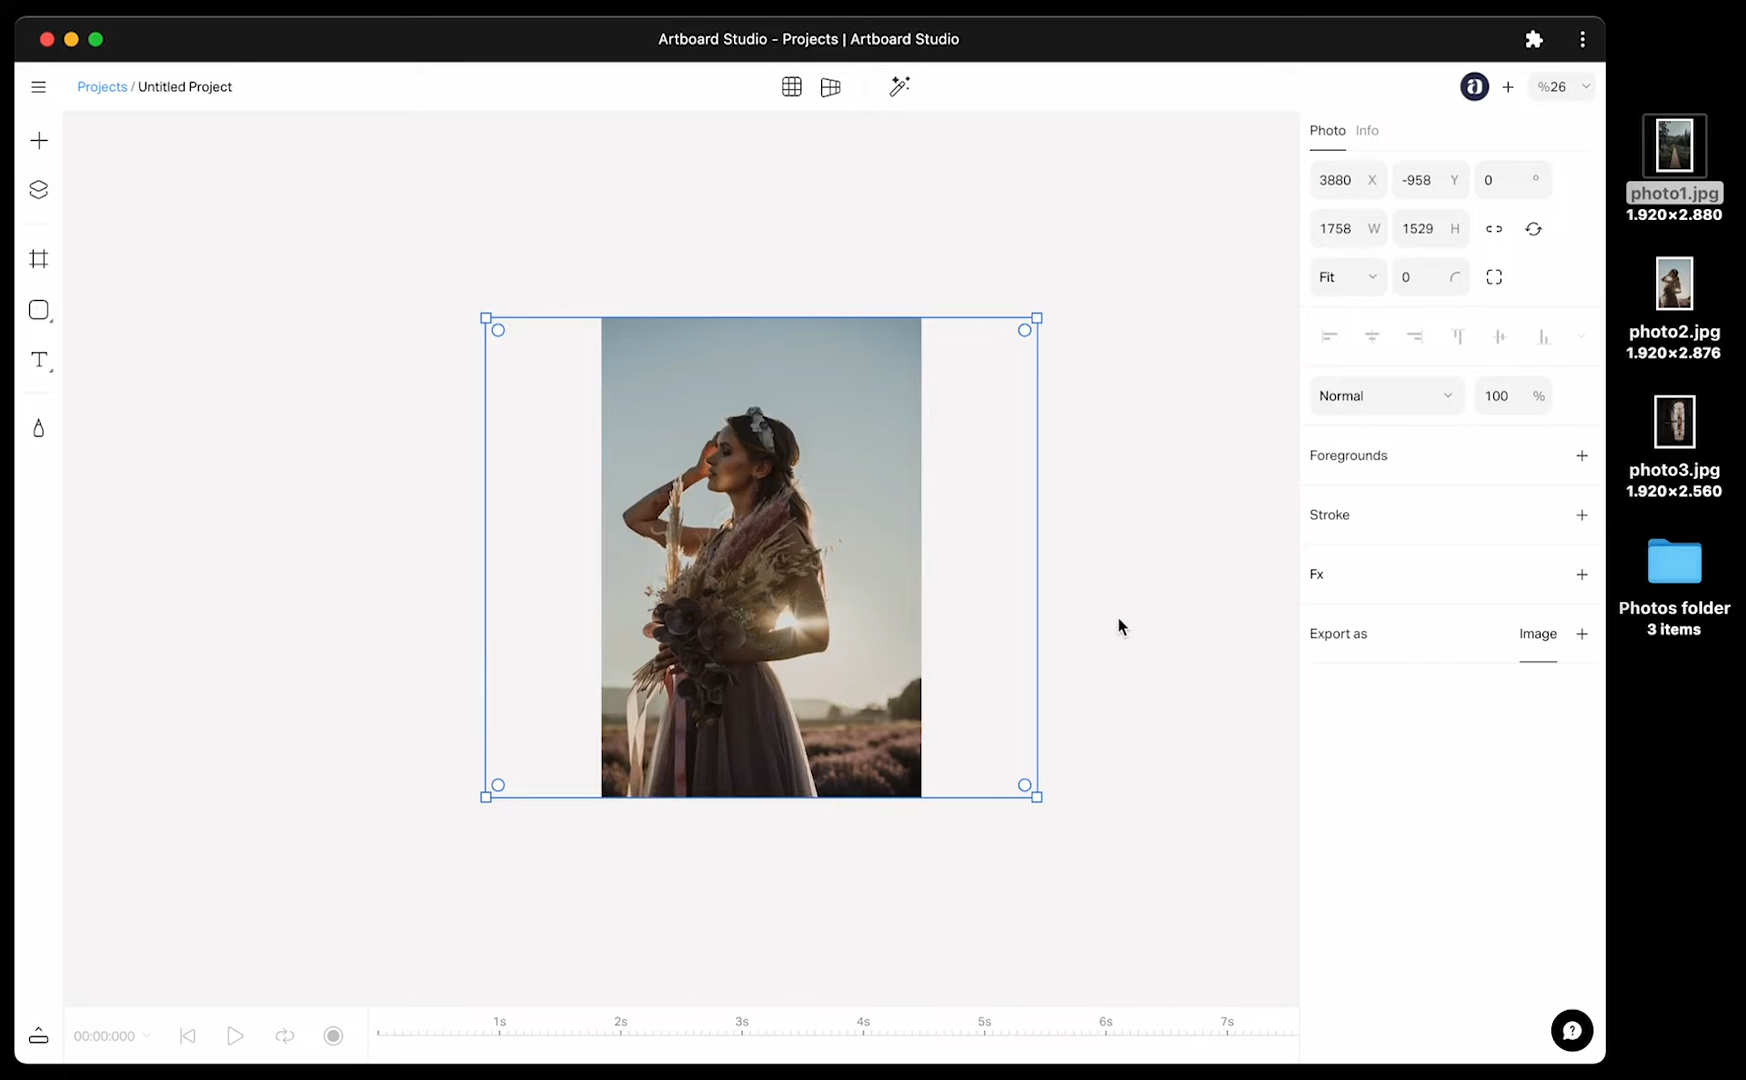 Artboard Studio - Projects | Artboard Studio
Projects / Untitled Project
a
%26
Photo Info
3880 X -958 Y 0 °
1758 W 1529 H
Fit 0
Normal 100 %
Foregrounds
Stroke
Fx
Export as Image
T
00:00:000
1s 2s 3s 4s 5s 6s 7s
photo1.jpg
1.920×2.880
photo2.jpg
1.920×2.876
photo3.jpg
1.920×2.560
Photos folder
3 items